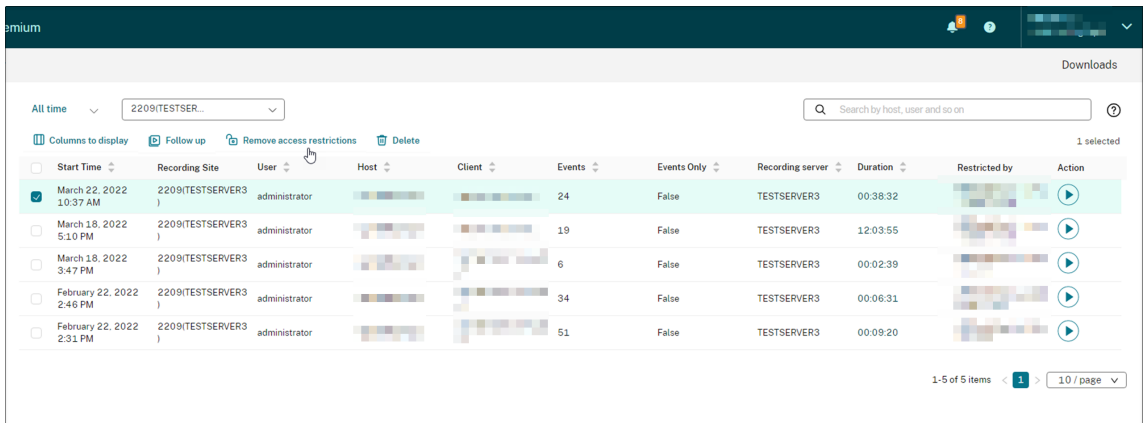 emium
8 ?
Downloads
All time 2209(TESTSER... Search by host, user and so on ?
Columns to display Follow up Remove access restrictions Delete 1 selected
Start Time Recording Site User Host Client Events Events Only Recording server Duration Restricted by Action
March 22, 2022 2209(TESTSERVER3 administrator 24 False TESTSERVER3 00:38:32
10:37 AM )
March 18, 2022 2209(TESTSERVER3 administrator 19 False TESTSERVER3 12:03:55
5:10 PM )
March 18, 2022 2209(TESTSERVER3 administrator 6 False TESTSERVER3 00:02:39
3:47 PM )
February 22, 2022 2209(TESTSERVER3 administrator 34 False TESTSERVER3 00:06:31
2:46 PM )
February 22, 2022 2209(TESTSERVER3 administrator 51 False TESTSERVER3 00:09:20
2:31 PM )
1-5 of 5 items < 1 > 10 / page